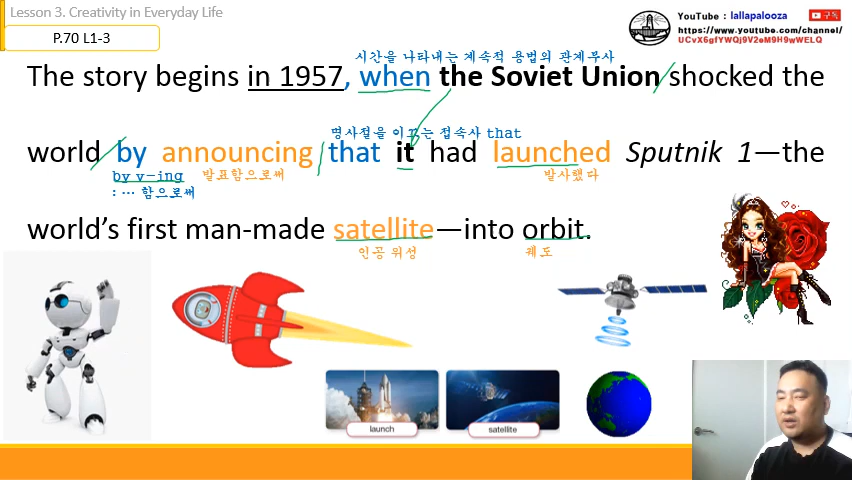 Lesson 3. Creativity in Everyday Life
P.70 L1-3
YouTube : lallapalooza 구독
https://www.youtube.com/channel/
UCvX6gfYWQj9V2eM9H9wWELQ
시간을 나타내는 계속적 용법의 관계부사
The story begins in 1957, when the Soviet Union shocked the
명사절을 이끄는 접속사 that
world by announcing that it had launched Sputnik 1—the
by v-ing 발표함으로써 발사했다
: … 함으로써
world’s first man-made satellite—into orbit.
인공 위성 궤도
launch
satellite